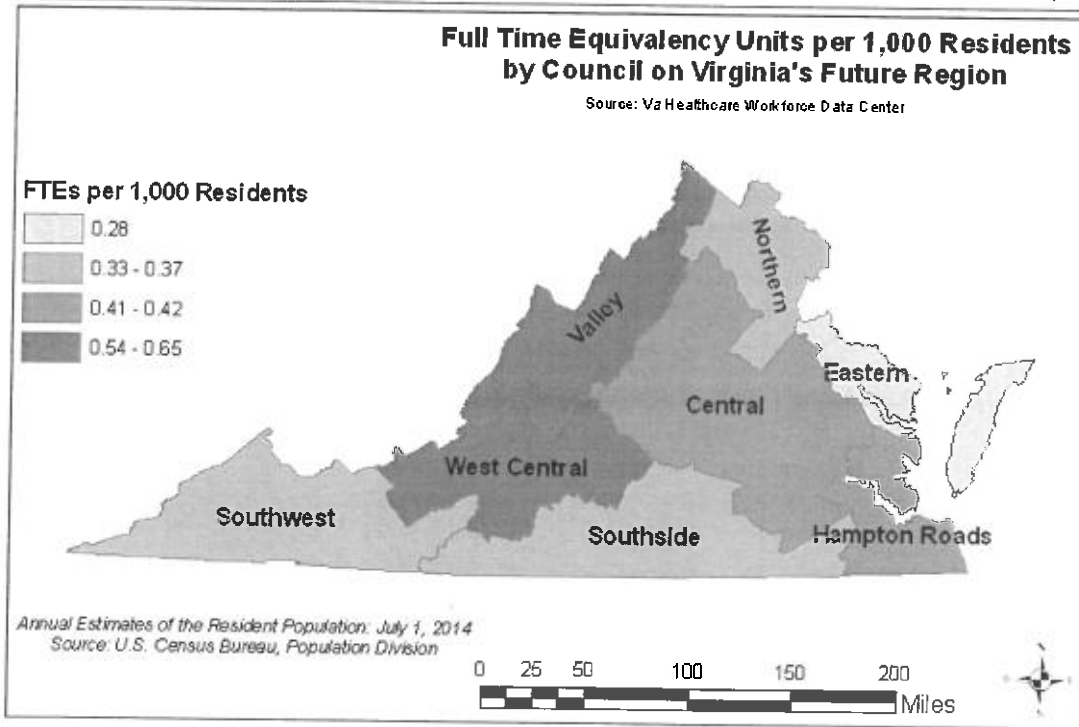 Full Time Equivalency Units per 1,000 Residents
by Council on Virginia's Future Region
Source: Va Healthcare Workforce Data Center
FTEs per 1,000 Residents
0.28
0.33 - 0.37
0.41 - 0.42
0.54 - 0.65
Northern
Valley
Eastern
Central
West Central
Southwest
Southside
Hampton Roads
Annual Estimates of the Resident Population: July 1, 2014
Source: U.S. Census Bureau, Population Division
0 25 50 100 150 200
Miles